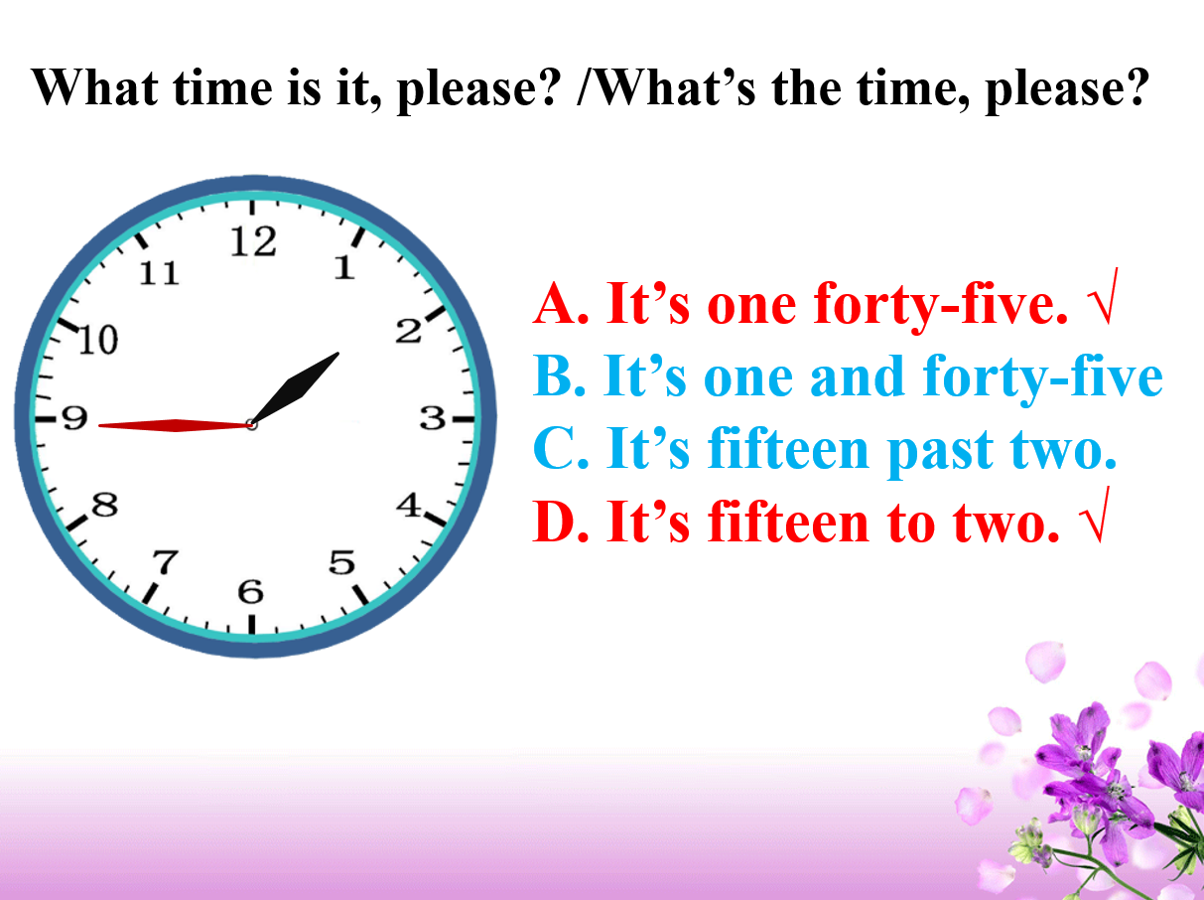 What time is it, please? /What’s the time, please?
12
11
1
10
2
9
3
8
4
7
5
6
A. It’s one forty-five. √
B. It’s one and forty-five
C. It’s fifteen past two.
D. It’s fifteen to two. √